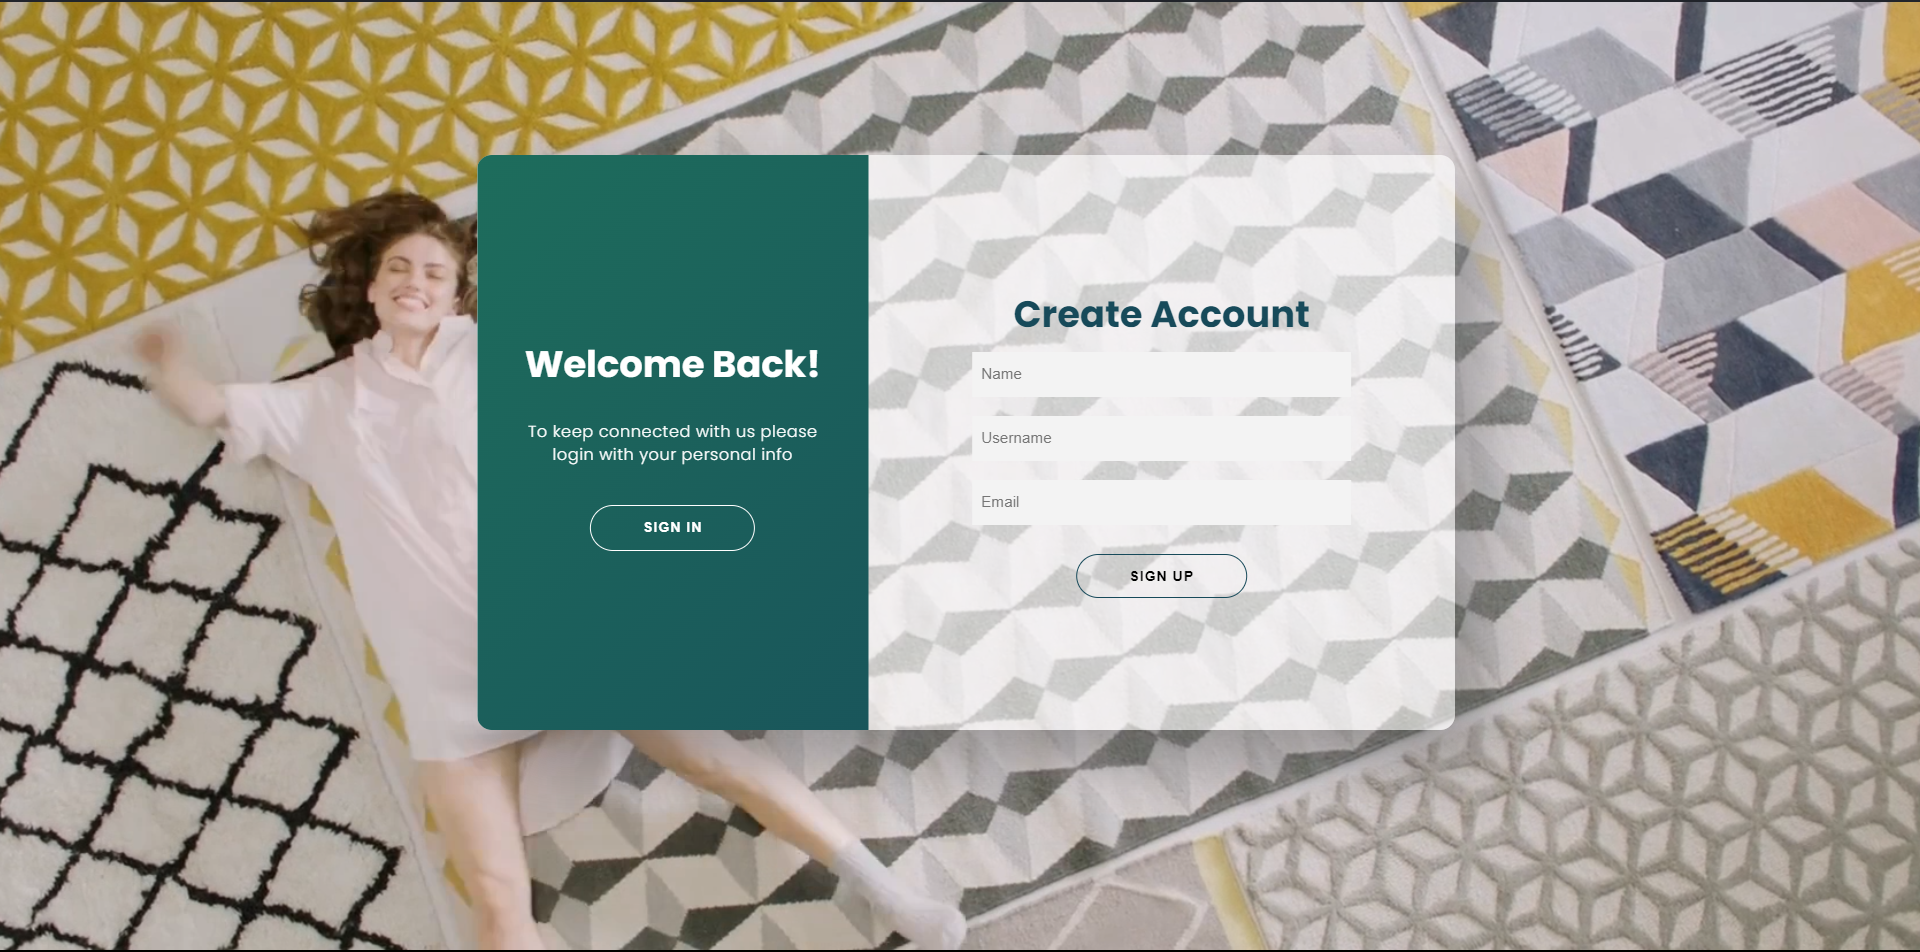 Welcome Back!
To keep connected with us please
login with your personal info
SIGN IN
Create Account
Name
Username
Email
SIGN UP